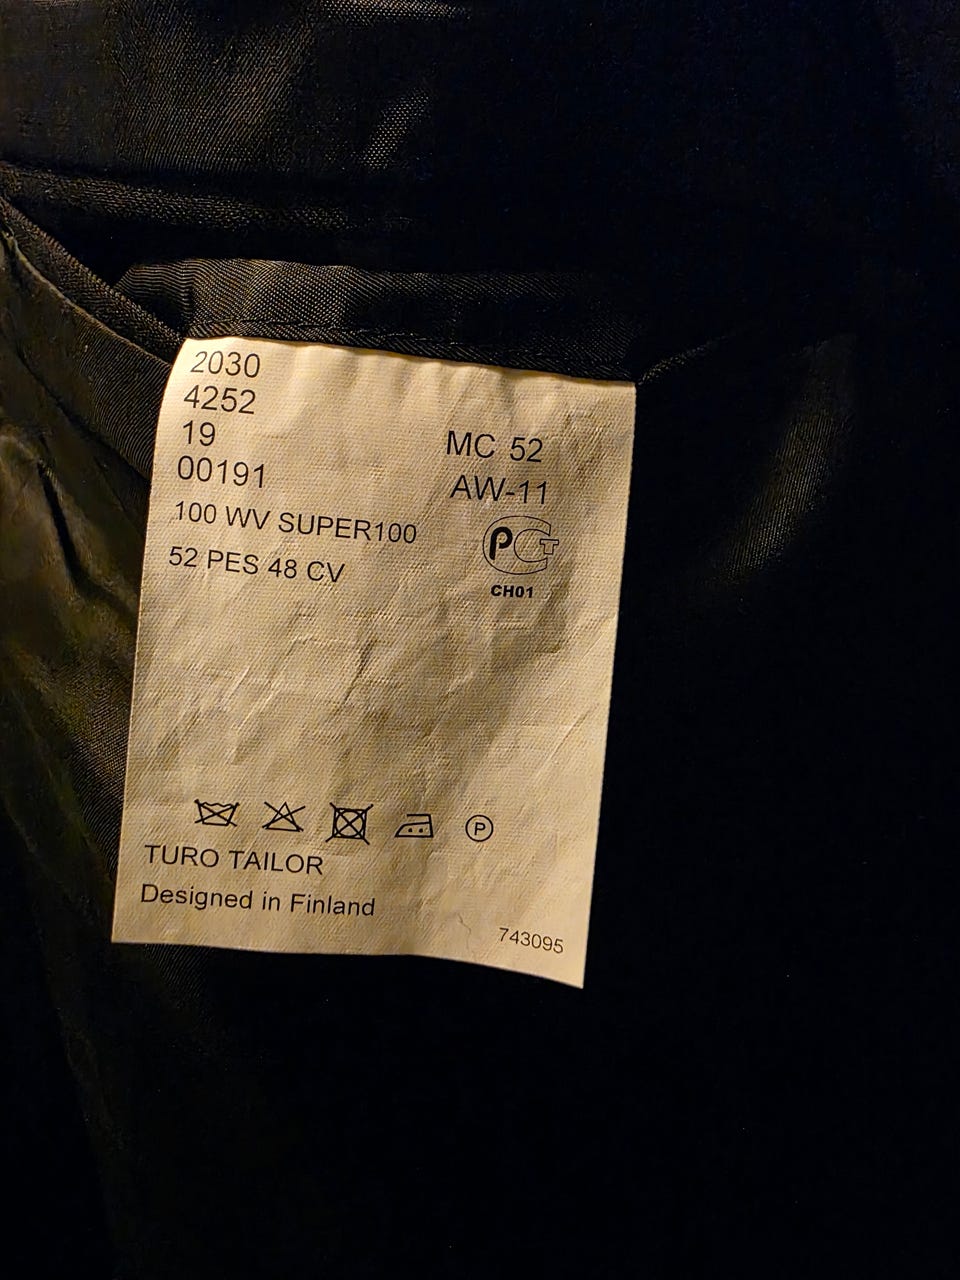 2030
4252
19
00191
MC 52
AW-11
100 WV SUPER100
52 PES 48 CV
РСТ
CH01
P
TURO TAILOR
Designed in Finland
743095